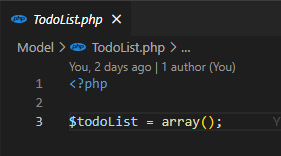 TodoList.php ×
Model > TodoList.php > ...
You, 2 days ago | 1 author (You)
1 <?php
2
3 $todoList = array(); Y